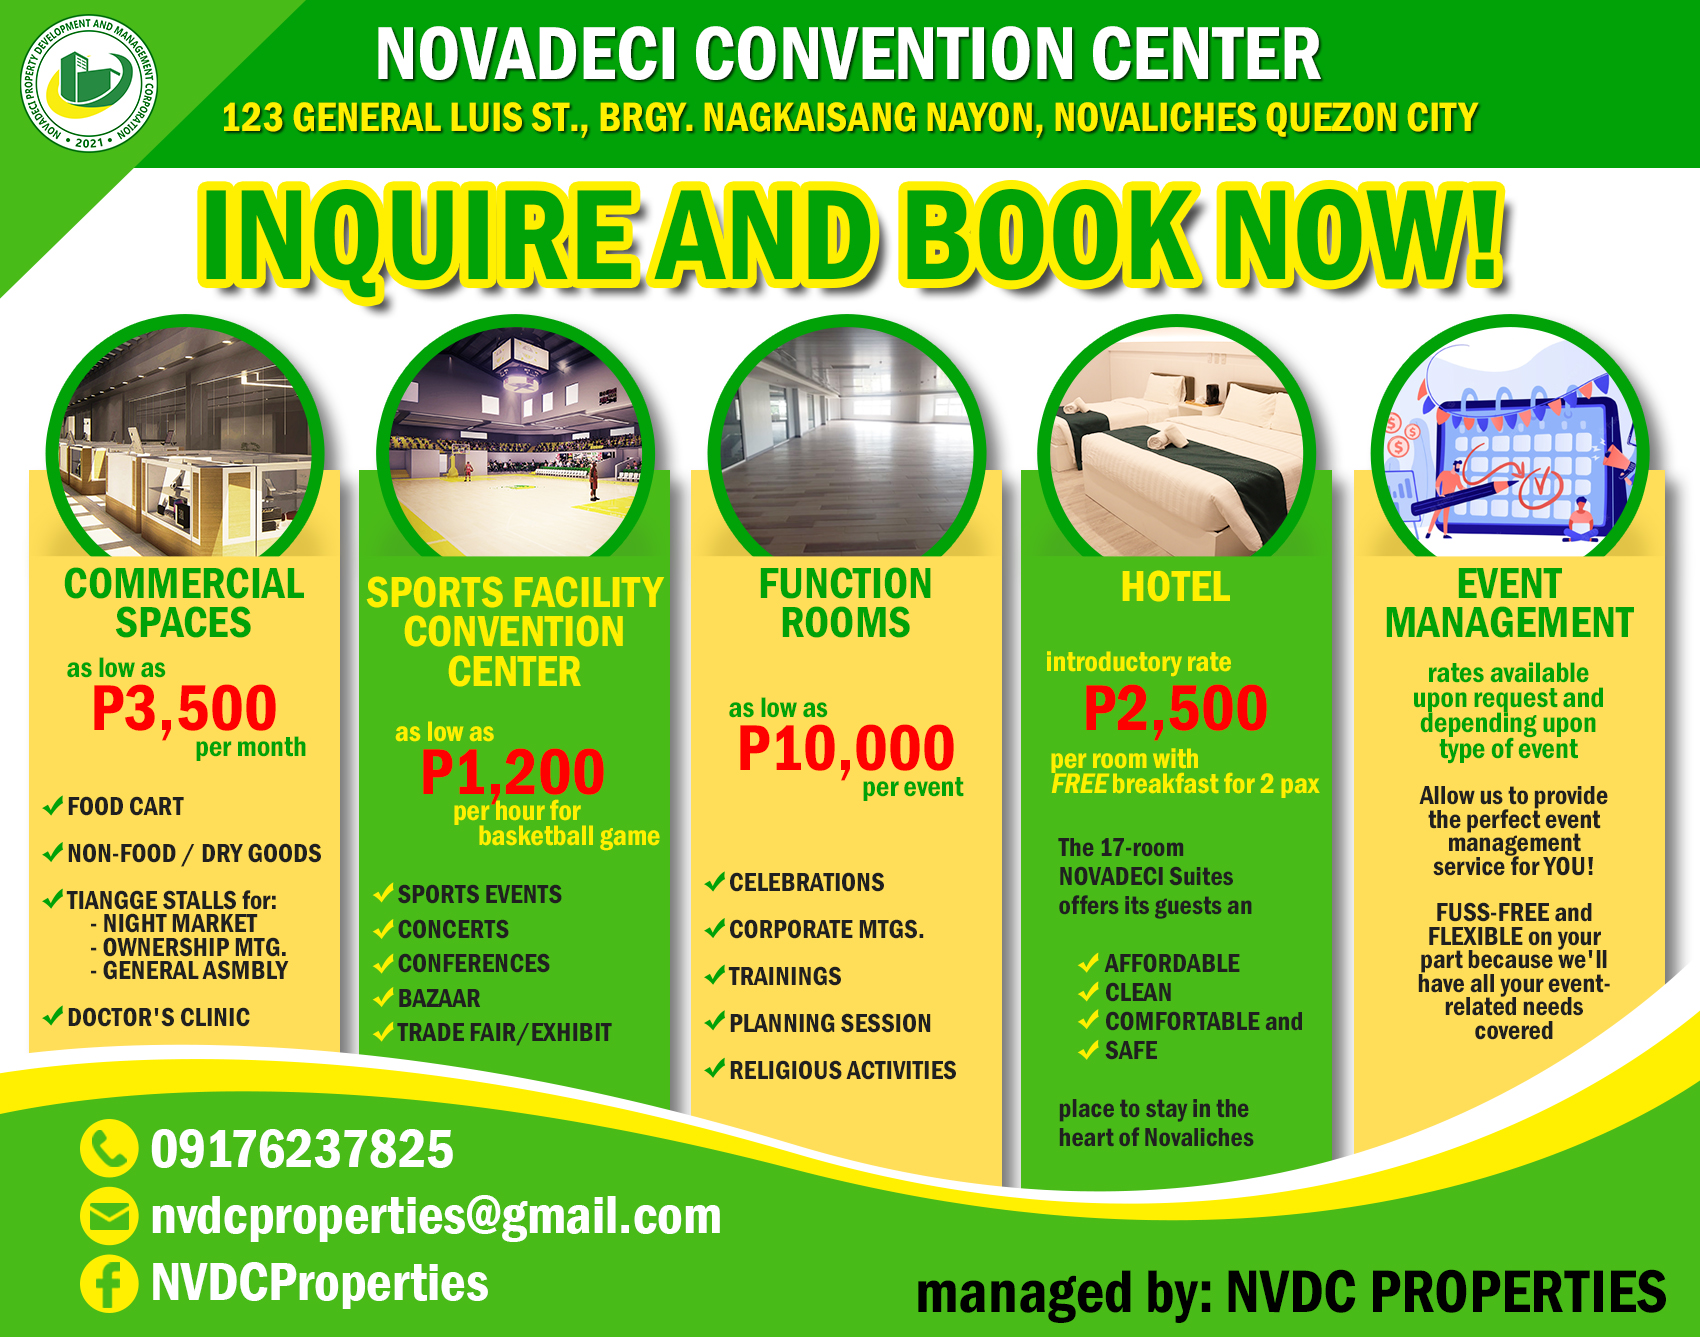 NOVADECI PROPERTY DEVELOPMENT AND MANAGEMENT CORPORATION
• 2021 •
NOVADECI CONVENTION CENTER
123 GENERAL LUIS ST., BRGY. NAGKAISANG NAYON, NOVALICHES QUEZON CITY
INQUIRE AND BOOK NOW!
COMMERCIAL
SPACES
as low as
P3,500
per month
FOOD CART
NON-FOOD / DRY GOODS
TIANGGE STALLS for:
- NIGHT MARKET
- OWNERSHIP MTG.
- GENERAL ASMBLY
DOCTOR'S CLINIC
SPORTS FACILITY
CONVENTION
CENTER
as low as
P1,200
per hour for
basketball game
SPORTS EVENTS
CONCERTS
CONFERENCES
BAZAAR
TRADE FAIR/EXHIBIT
FUNCTION
ROOMS
as low as
P10,000
per event
CELEBRATIONS
CORPORATE MTGS.
TRAININGS
PLANNING SESSION
RELIGIOUS ACTIVITIES
HOTEL
introductory rate
P2,500
per room with
FREE breakfast for 2 pax
The 17-room
NOVADECI Suites
offers its guests an
AFFORDABLE
CLEAN
COMFORTABLE and
SAFE
place to stay in the
heart of Novaliches
EVENT
MANAGEMENT
rates available
upon request and
depending upon
type of event
Allow us to provide
the perfect event
management
service for YOU!
FUSS-FREE and
FLEXIBLE on your
part because we'll
have all your event-
related needs
covered
09176237825
nvdcproperties@gmail.com
NVDCProperties
managed by: NVDC PROPERTIES